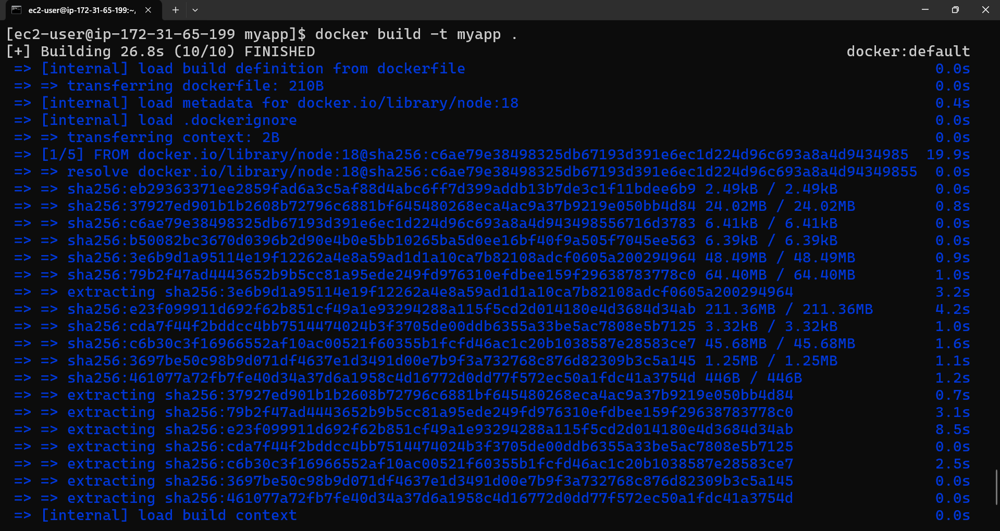 ec2-user@ip-172-31-65-199:~/
[ec2-user@ip-172-31-65-199 myapp]$ docker build -t myapp .
[+] Building 26.8s (10/10) FINISHED docker:default
=> [internal] load build definition from dockerfile 0.0s
=> => transferring dockerfile: 210B 0.0s
=> [internal] load metadata for docker.io/library/node:18 0.4s
=> [internal] load .dockerignore 0.0s
=> => transferring context: 2B 0.0s
=> [1/5] FROM docker.io/library/node:18@sha256:c6ae79e38498325db67193d391e6ec1d224d96c693a8a4d9434985 19.9s
=> => resolve docker.io/library/node:18@sha256:c6ae79e38498325db67193d391e6ec1d224d96c693a8a4d94349855 0.0s
=> => sha256:eb29363371ee2859fad6a3c5af88d4abc6ff7d399addb13b7de3c1f11bdee6b9 2.49kB / 2.49kB 0.0s
=> => sha256:37927ed901b1b2608b72796c6881bf645480268eca4ac9a37b9219e050bb4d84 24.02MB / 24.02MB 0.8s
=> => sha256:c6ae79e38498325db67193d391e6ec1d224d96c693a8a4d943498556716d3783 6.41kB / 6.41kB 0.0s
=> => sha256:b50082bc3670d0396b2d90e4b0e5bb10265ba5d0ee16bf40f9a505f7045ee563 6.39kB / 6.39kB 0.0s
=> => sha256:3e6b9d1a95114e19f12262a4e8a59ad1d1a10ca7b82108adcf0605a200294964 48.49MB / 48.49MB 0.9s
=> => sha256:79b2f47ad4443652b9b5cc81a95ede249fd976310efdbee159f29638783778c0 64.40MB / 64.40MB 1.0s
=> => extracting sha256:3e6b9d1a95114e19f12262a4e8a59ad1d1a10ca7b82108adcf0605a200294964 3.2s
=> => sha256:e23f099911d692f62b851cf49a1e93294288a115f5cd2d014180e4d3684d34ab 211.36MB / 211.36MB 4.2s
=> => sha256:cda7f44f2bddcc4bb7514474024b3f3705de00ddb6355a33be5ac7808e5b7125 3.32kB / 3.32kB 1.0s
=> => sha256:c6b30c3f16966552af10ac00521f60355b1fcfd46ac1c20b1038587e28583ce7 45.68MB / 45.68MB 1.6s
=> => sha256:3697be50c98b9d071df4637e1d3491d00e7b9f3a732768c876d82309b3c5a145 1.25MB / 1.25MB 1.1s
=> => sha256:461077a72fb7fe40d34a37d6a1958c4d16772d0dd77f572ec50a1fdc41a3754d 446B / 446B 1.2s
=> => extracting sha256:37927ed901b1b2608b72796c6881bf645480268eca4ac9a37b9219e050bb4d84 0.7s
=> => extracting sha256:79b2f47ad4443652b9b5cc81a95ede249fd976310efdbee159f29638783778c0 3.1s
=> => extracting sha256:e23f099911d692f62b851cf49a1e93294288a115f5cd2d014180e4d3684d34ab 8.5s
=> => extracting sha256:cda7f44f2bddcc4bb7514474024b3f3705de00ddb6355a33be5ac7808e5b7125 0.0s
=> => extracting sha256:c6b30c3f16966552af10ac00521f60355b1fcfd46ac1c20b1038587e28583ce7 2.5s
=> => extracting sha256:3697be50c98b9d071df4637e1d3491d00e7b9f3a732768c876d82309b3c5a145 0.0s
=> => extracting sha256:461077a72fb7fe40d34a37d6a1958c4d16772d0dd77f572ec50a1fdc41a3754d 0.0s
=> [internal] load build context 0.0s